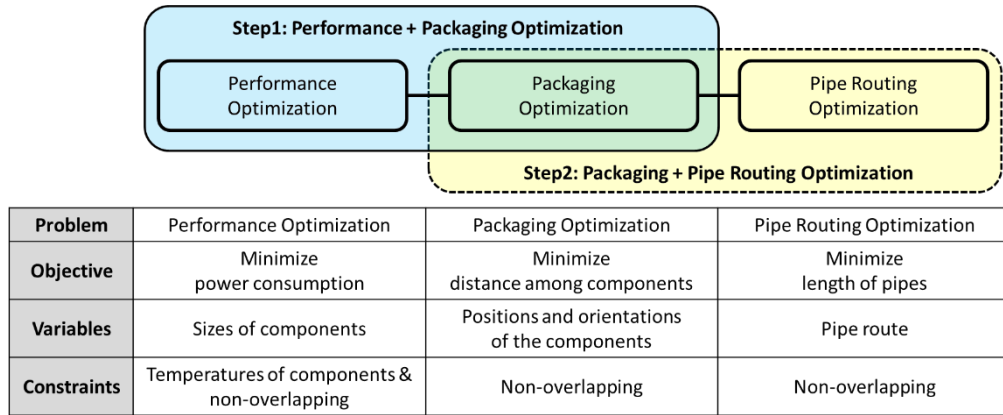 Step1: Performance + Packaging Optimization
Performance
Optimization
Packaging
Optimization
Pipe Routing
Optimization
Step2: Packaging + Pipe Routing Optimization
Problem
Performance Optimization
Packaging Optimization
Pipe Routing Optimization
Objective
Minimize
power consumption
Minimize
distance among components
Minimize
length of pipes
Variables
Sizes of components
Positions and orientations
of the components
Pipe route
Constraints
Temperatures of components &
non-overlapping
Non-overlapping
Non-overlapping